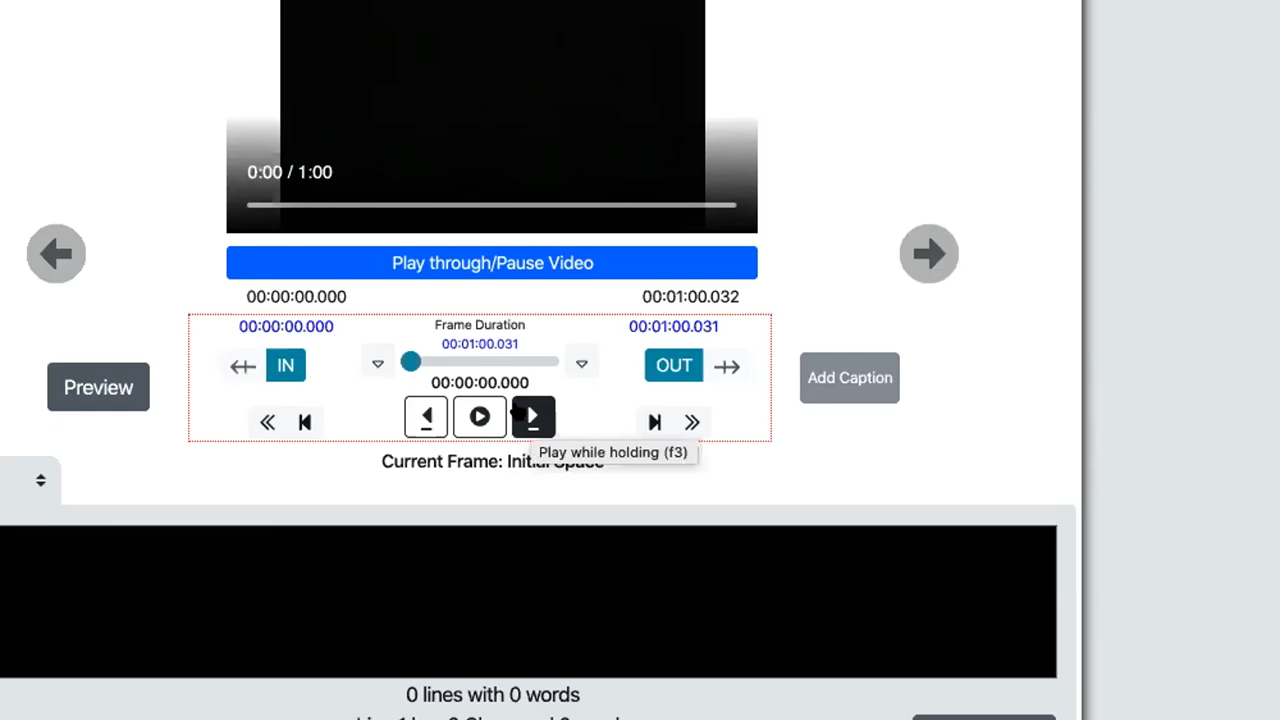 0:00 / 1:00
Play through/Pause Video
00:00:00.000
00:01:00.032
00:00:00.000
Frame Duration
00:01:00.031
00:01:00.031
IN
OUT
00:00:00.000
Preview
Add Caption
Play while holding (f3)
Current Frame: Initial Space
0 lines with 0 words